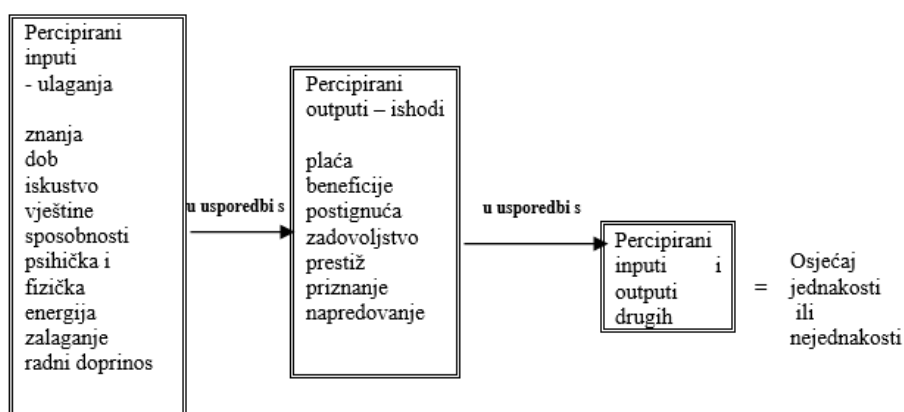 Percipirani
inputi
- ulaganja
znanja
dob
iskustvo
vještine
sposobnosti
psihička i
fizička
energija
zalaganje
radni doprinos
u usporedbi s
Percipirani
outputi – ishodi
plaća
beneficije
postignuća
zadovoljstvo
prestiž
priznanje
napredovanje
u usporedbi s
Percipirani
inputi i
outputi
drugih
=
Osjećaj
jednakosti
ili
nejednakosti